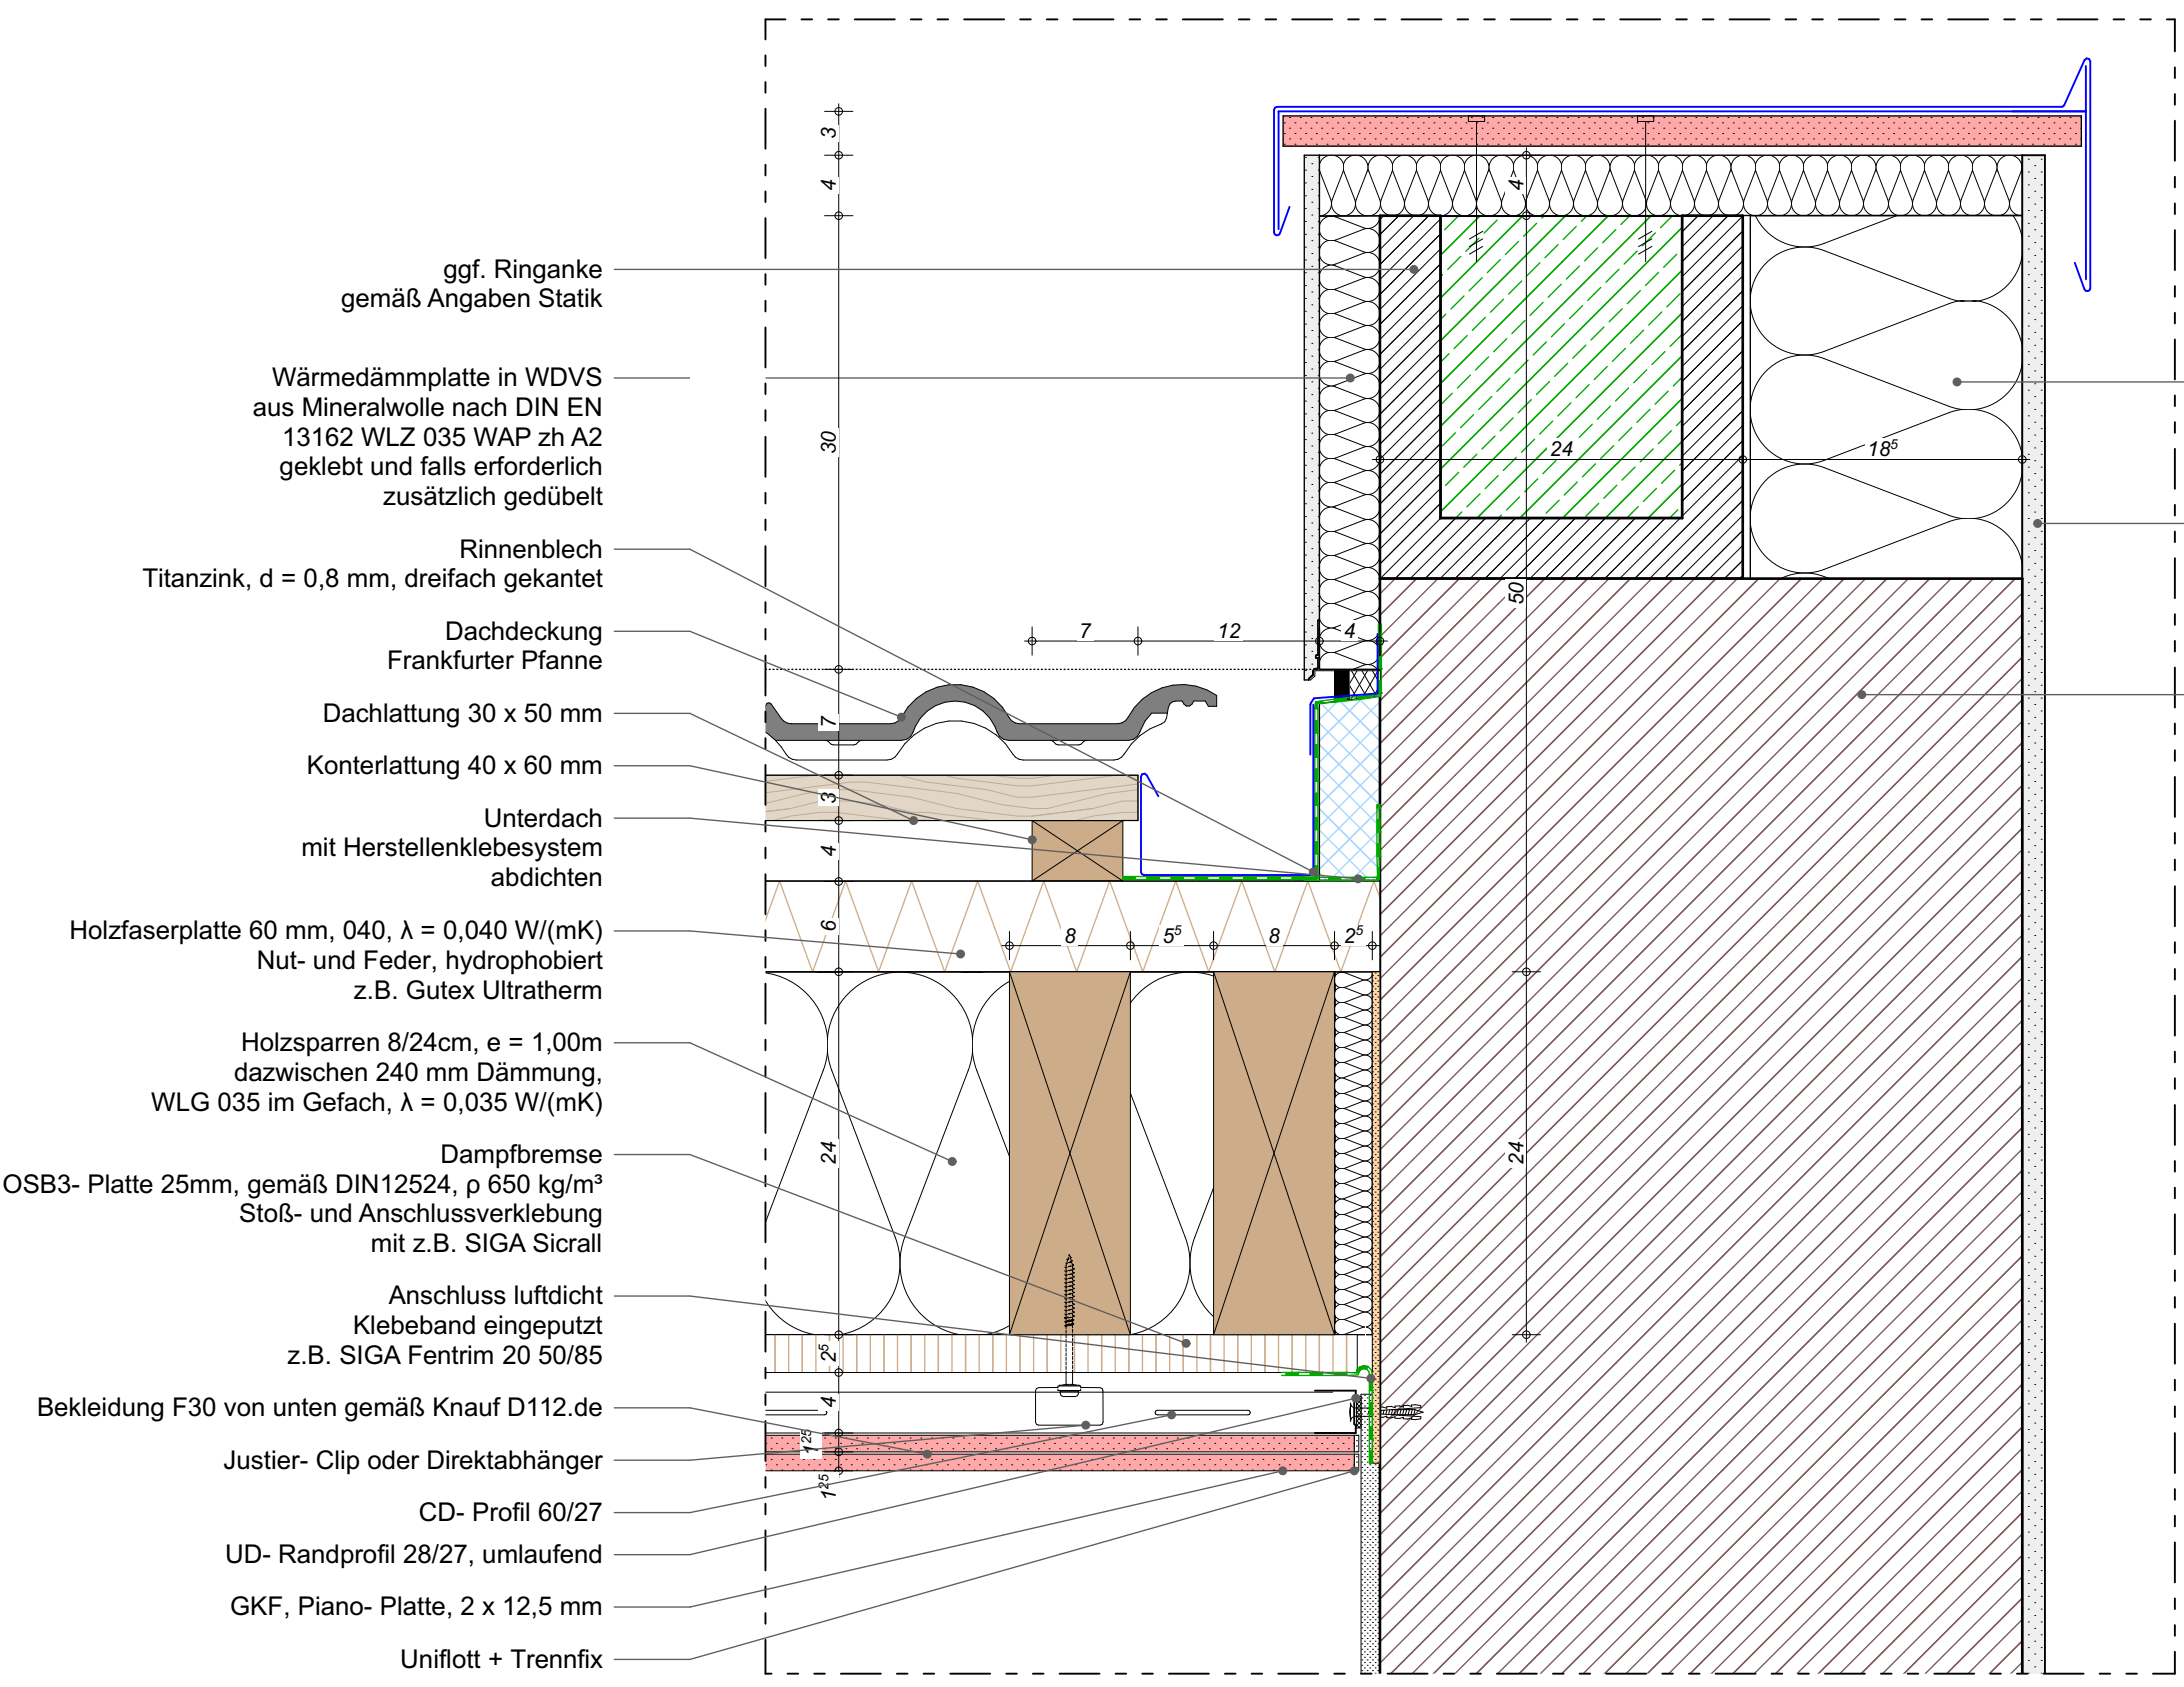 ggf. Ringanke
gemäß Angaben Statik
Wärmedämmplatte in WDVS
aus Mineralwolle nach DIN EN
13162 WLZ 035 WAP zh A2
geklebt und falls erforderlich
zusätzlich gedübelt
Rinnenblech
Titanzink, d = 0,8 mm, dreifach gekantet
Dachdeckung
Frankfurter Pfanne
Dachlattung 30 x 50 mm
Konterlattung 40 x 60 mm
Unterdach
mit Herstellenklebesystem
abdichten
Holzfaserplatte 60 mm, 040, λ = 0,040 W/(mK)
Nut- und Feder, hydrophobiert
z.B. Gutex Ultratherm
Holzsparren 8/24cm, e = 1,00m
dazwischen 240 mm Dämmung,
WLG 035 im Gefach, λ = 0,035 W/(mK)
Dampfbremse
OSB3- Platte 25mm, gemäß DIN12524, ρ 650 kg/m³
Stoß- und Anschlussverklebung
mit z.B. SIGA Sicrall
Anschluss luftdicht
Klebeband eingeputzt
z.B. SIGA Fentrim 20 50/85
Bekleidung F30 von unten gemäß Knauf D112.de
Justier- Clip oder Direktabhänger
CD- Profil 60/27
UD- Randprofil 28/27, umlaufend
GKF, Piano- Platte, 2 x 12,5 mm
Uniflott + Trennfix
3
4
30
7
3
4
6
24
2⁵
4
1²⁵
1²⁵
7
12
4
8
5⁵
8
2⁵
4
24
18⁵
50
24